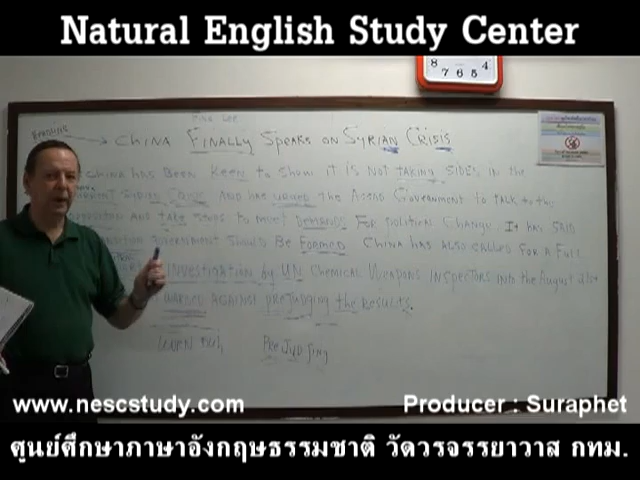 Natural English Study Center
8 7 6 5 4
HEADLINE
CHINA FINALLY SPEAKS ON SYRIAN CRISIS
CHINA HAS BEEN KEEN TO SHOW IT IS NOT TAKING SIDES IN THE
CRISIS AND HAS URGED THE ASSAD GOVERNMENT TO TALK TO THE
OPPOSITION AND TAKE STEPS TO MEET DEMANDS FOR POLITICAL CHANGE. IT HAS SAID
GOVERNMENT SHOULD BE FORMED. CHINA HAS ALSO CALLED FOR A FULL
INVESTIGATION by UN CHEMICAL WEAPONS INSPECTORS INTO the AUGUST
WARNED AGAINST PREJUDGING the RESULTS.
PRE JUD GING
www.nescstudy.com
Producer : Suraphet
ศูนย์ศึกษาภาษาอังกฤษธรรมชาติ วัดวรจรรยาวาส กทม.